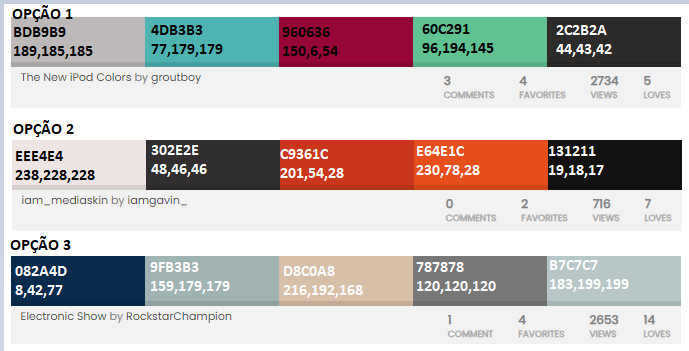 OPÇÃO 1
BDB9B9 4DB3B3 960636 60C291 2C2B2A
189,185,185 77,179,179 150,6,54 96,194,145 44,43,42
The New iPod Colors by groutboy 3 4 2734 5
COMMENTS FAVORITES VIEWS LOVES
OPÇÃO 2
EEE4E4 302E2E C9361C E64E1C 131211
238,228,228 48,46,46 201,54,28 230,78,28 19,18,17
iam_mediaskin by iamgavin_ 0 2 716 7
COMMENTS FAVORITES VIEWS LOVES
OPÇÃO 3
082A4D 9FB3B3 D8C0A8 787878 B7C7C7
8,42,77 159,179,179 216,192,168 120,120,120 183,199,199
Electronic Show by RockstarChampion 1 4 2653 14
COMMENT FAVORITES VIEWS LOVES